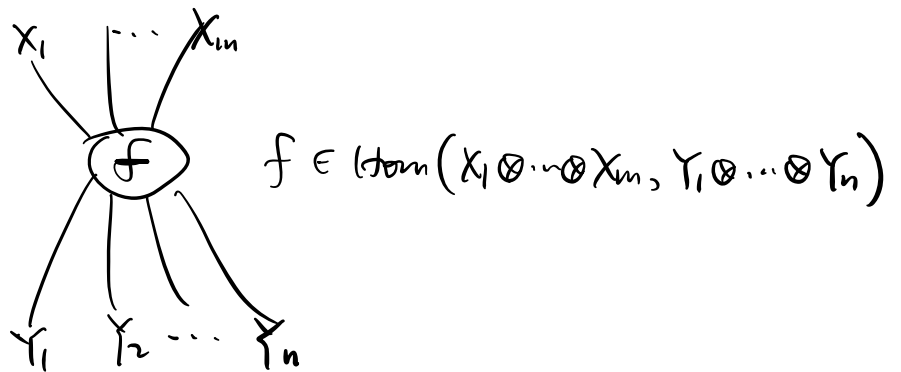 X₁ ⋯ Xₘ
f f ∈ Hom(X₁⊗⋯⊗Xₘ, Y₁⊗⋯⊗Yₙ)
Y₁ Y₂ ⋯ Yₙ